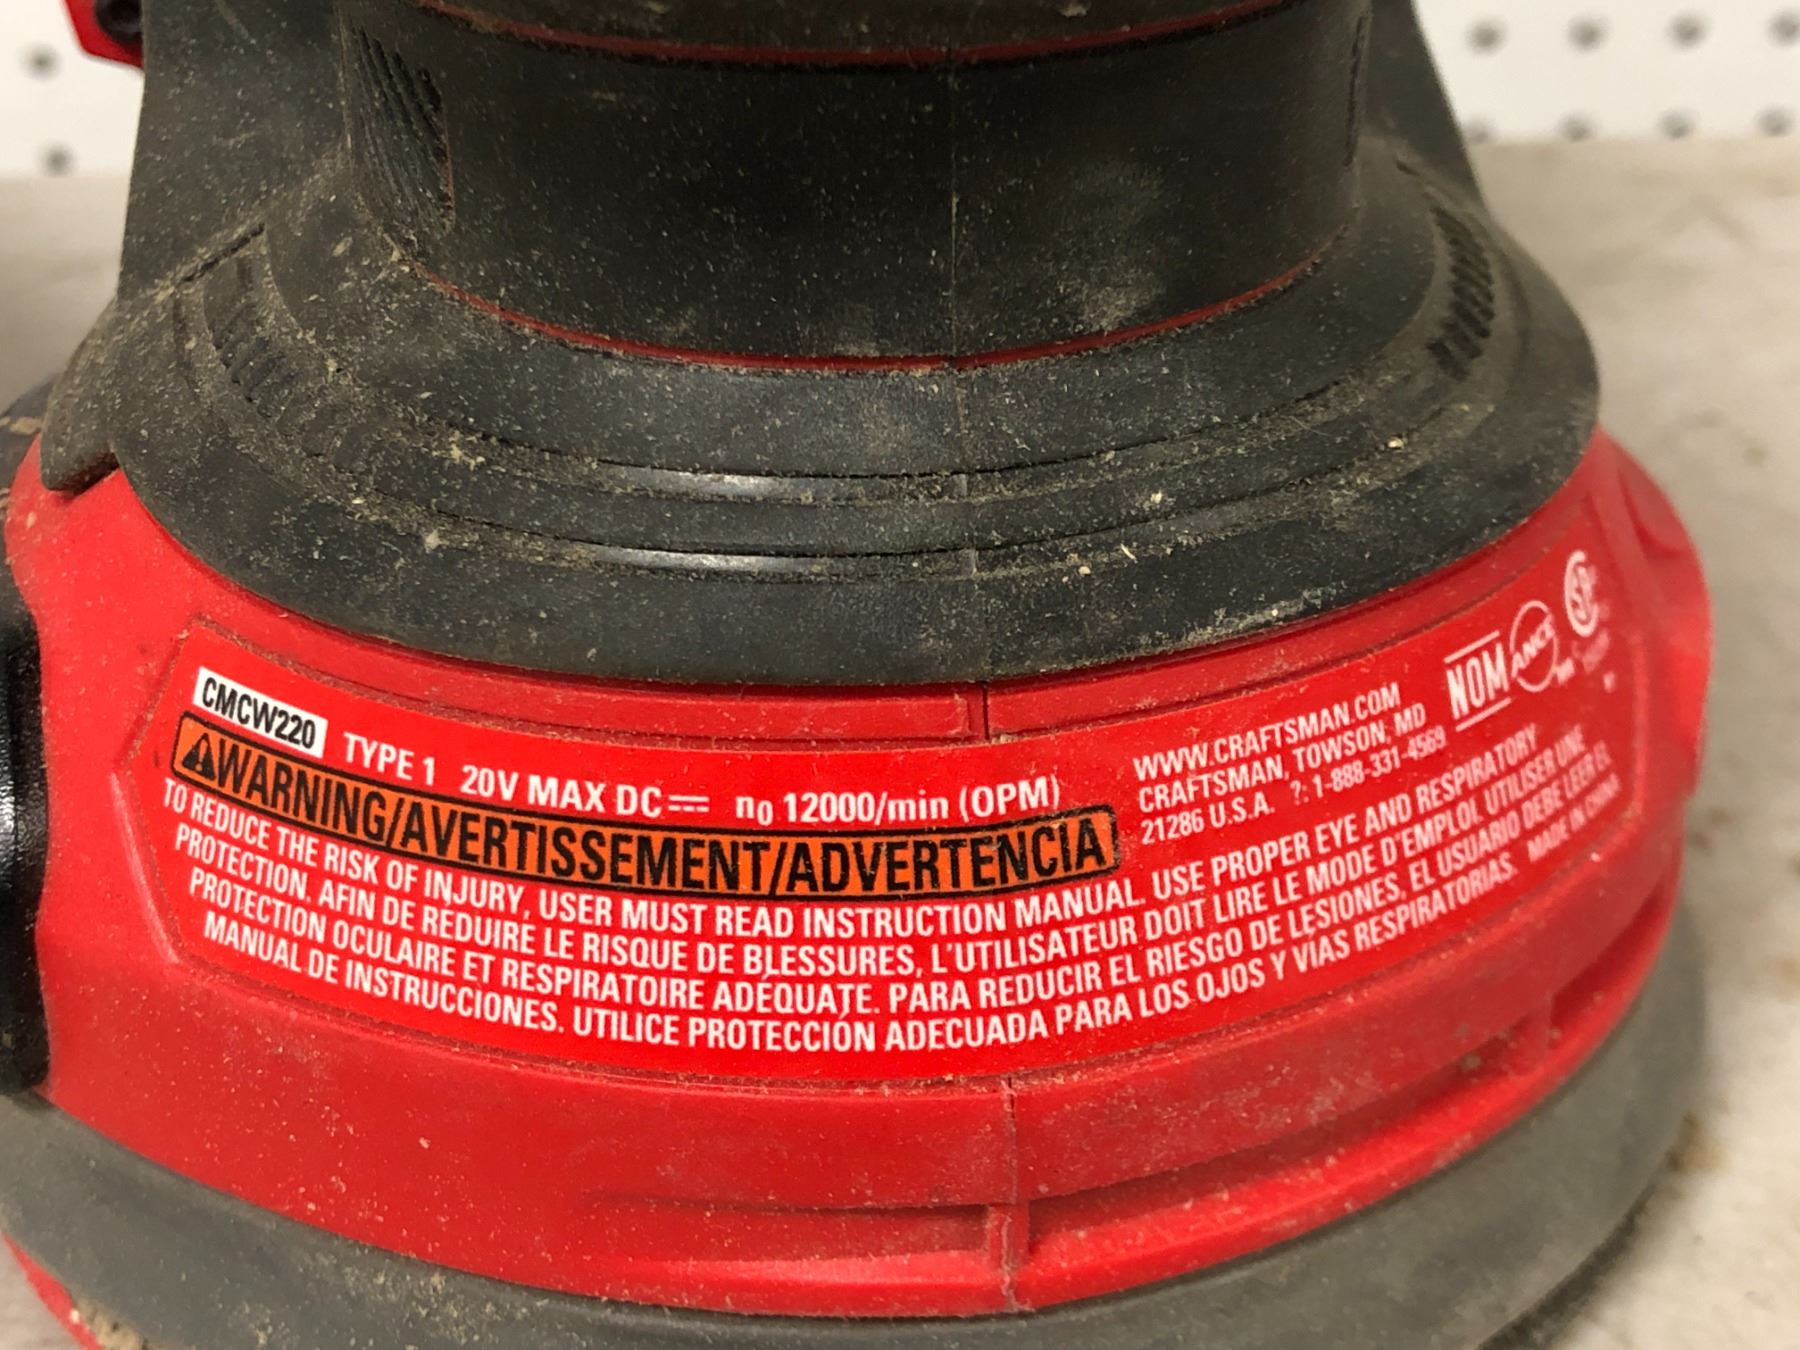 CMCW220 TYPE 1 20V MAX DC n0 12000/min (OPM)
WWW.CRAFTSMAN.COM
CRAFTSMAN, TOWSON, MD
21286 U.S.A. ?: 1-888-331-4569
NOM ANCE
WARNING/AVERTISSEMENT/ADVERTENCIA
TO REDUCE THE RISK OF INJURY, USER MUST READ INSTRUCTION MANUAL. USE PROPER EYE AND RESPIRATORY
PROTECTION. AFIN DE RÉDUIRE LE RISQUE DE BLESSURES, L'UTILISATEUR DOIT LIRE LE MODE D'EMPLOI. UTILISER UNE
PROTECTION OCULAIRE ET RESPIRATOIRE ADÉQUATE. PARA REDUCIR EL RIESGO DE LESIONES, EL USUARIO DEBE LEER EL
MANUAL DE INSTRUCCIONES. UTILICE PROTECCIÓN ADECUADA PARA LOS OJOS Y VIAS RESPIRATORIAS. MADE IN CHINA